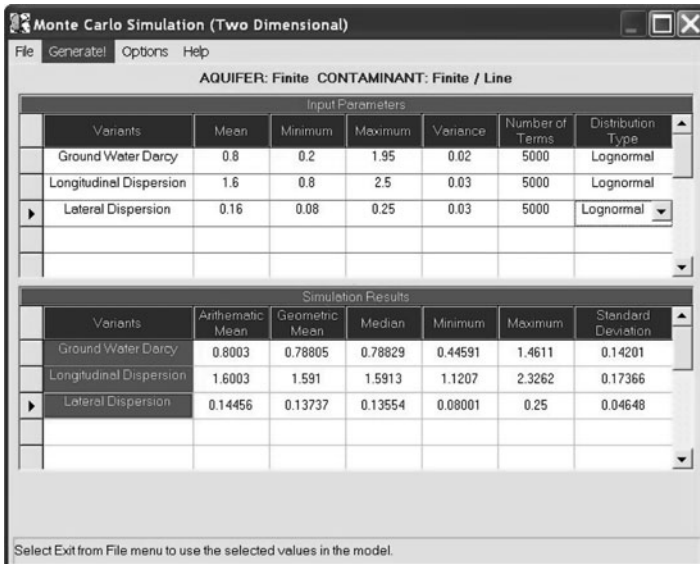 Monte Carlo Simulation (Two Dimensional)
File Generate! Options Help
AQUIFER: Finite CONTAMINANT: Finite / Line
Input Parameters
Variants Mean Minimum Maximum Variance Number of Terms Distribution Type
Ground Water Darcy 0.8 0.2 1.95 0.02 5000 Lognormal
Longitudinal Dispersion 1.6 0.8 2.5 0.03 5000 Lognormal
Lateral Dispersion 0.16 0.08 0.25 0.03 5000 Lognormal
Simulation Results
Variants Arithematic Mean Geometric Mean Median Minimum Maximum Standard Deviation
Ground Water Darcy 0.8003 0.78805 0.78829 0.44591 1.4611 0.14201
Longitudinal Dispersion 1.6003 1.591 1.5913 1.1207 2.3262 0.17366
Lateral Dispersion 0.14456 0.13737 0.13554 0.08001 0.25 0.04648
Select Exit from File menu to use the selected values in the model.